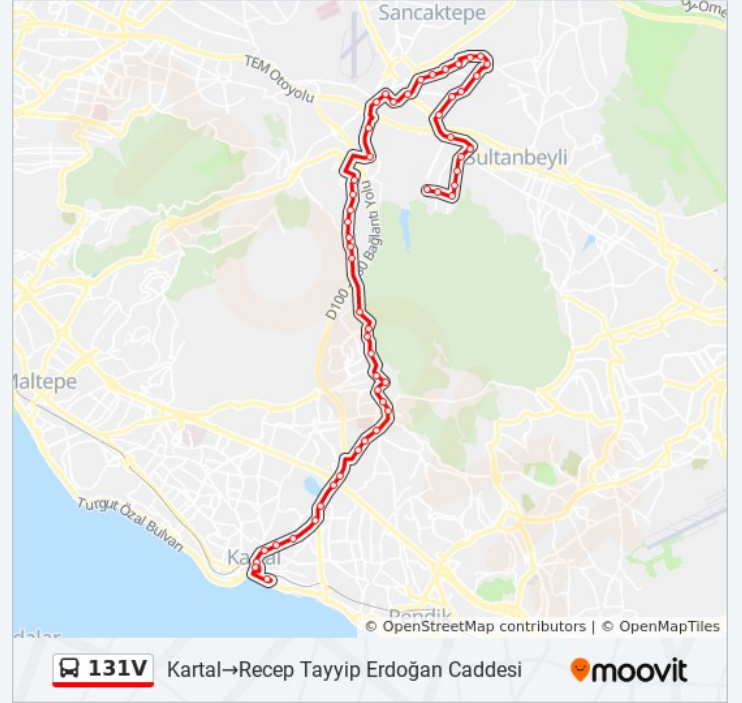 Sancaktepe
TEM Otoyolu
Sultanbeyli
Bağlantı Yolu
D100
Maltepe
Turgut Özal Bulvarı
Kartal
Pendik
© OpenStreetMap contributors | © OpenMapTiles
131V Kartal→Recep Tayyip Erdoğan Caddesi moovit